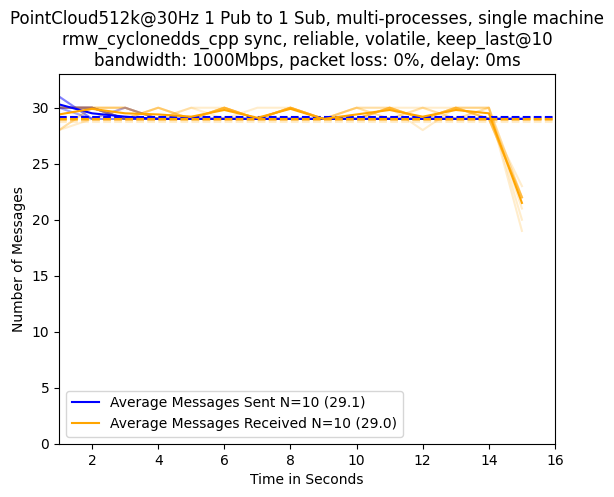 PointCloud512k@30Hz 1 Pub to 1 Sub, multi-processes, single machine
rmw_cyclonedds_cpp sync, reliable, volatile, keep_last@10
bandwidth: 1000Mbps, packet loss: 0%, delay: 0ms
30
25
20
15
10
5
0
Number of Messages
Average Messages Sent N=10 (29.1)
Average Messages Received N=10 (29.0)
2 4 6 8 10 12 14 16
Time in Seconds